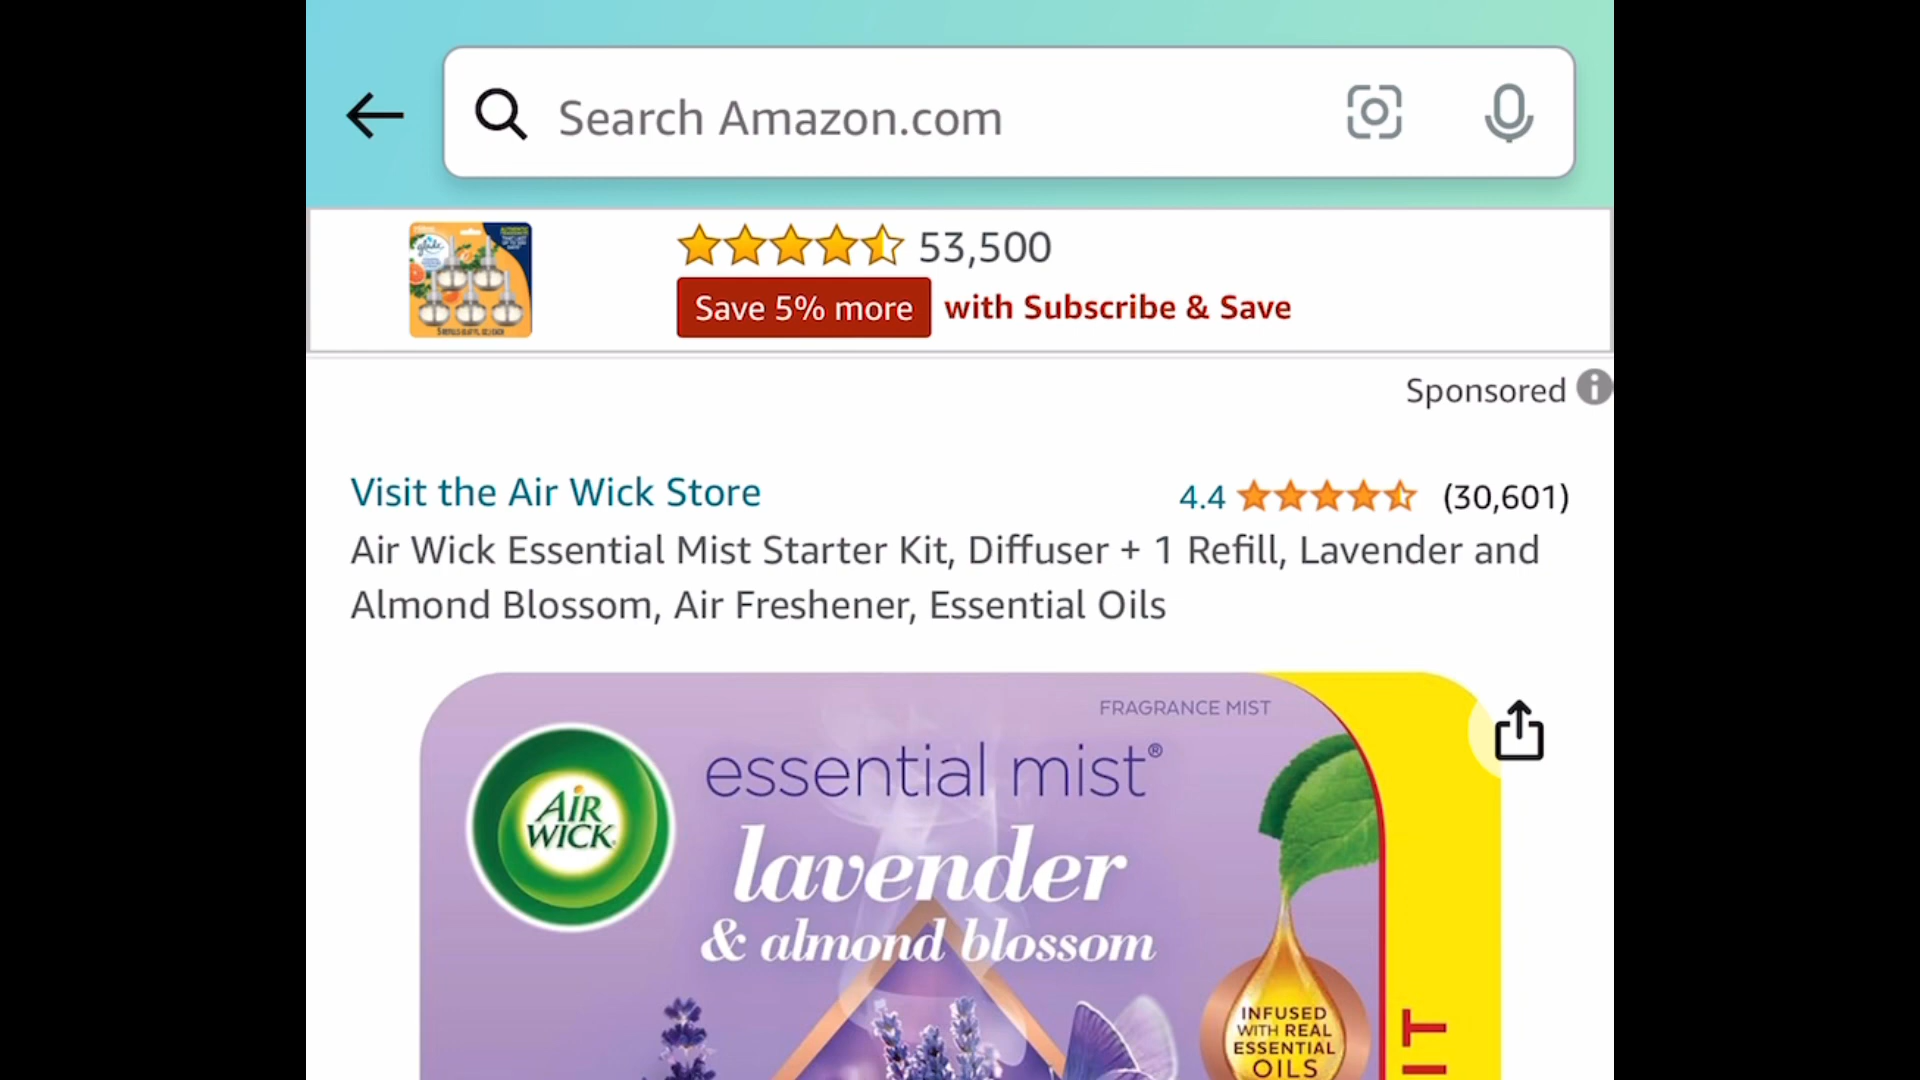 Search Amazon.com
glade
53,500
Save 5% more with Subscribe & Save
Sponsored
Visit the Air Wick Store
4.4 (30,601)
Air Wick Essential Mist Starter Kit, Diffuser + 1 Refill, Lavender and
Almond Blossom, Air Freshener, Essential Oils
FRAGRANCE MIST
essential mist®
AIR
WICK
lavender
& almond blossom
INFUSED
WITH REAL
ESSENTIAL
OILS